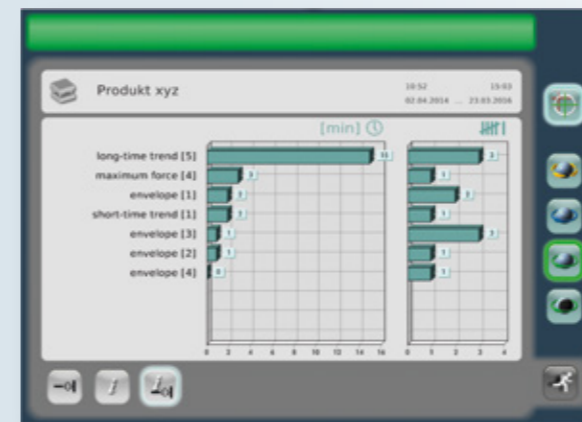 Produkt xyz
10:52 15:03
02.04.2014 ... 23.03.2016
[min]
long-time trend [5]
maximum force [4]
envelope [1]
short-time trend [1]
envelope [3]
envelope [2]
envelope [4]
15 3
3 1
2 2
2 1
1 3
1 1
0 1
0 2 4 6 8 10 12 14 16 0 1 2 3 4